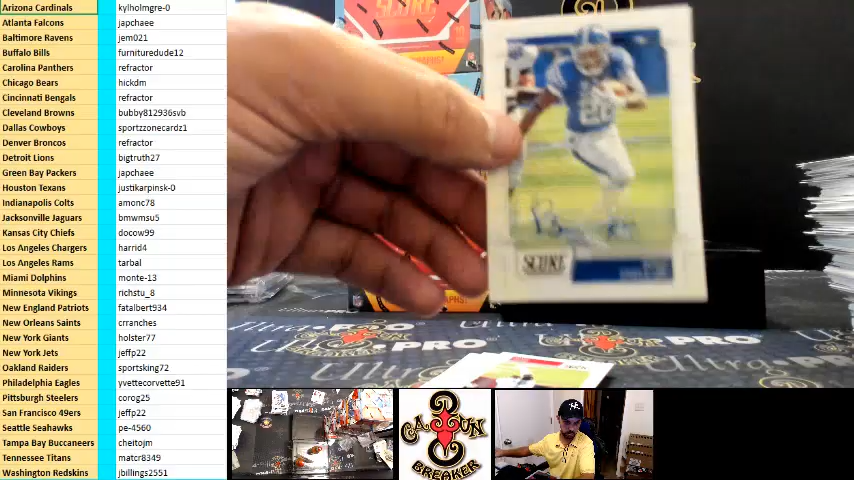 Arizona Cardinals kylholmgre-0
Atlanta Falcons japchaee
Baltimore Ravens jem021
Buffalo Bills furnituredude12
Carolina Panthers refractor
Chicago Bears hickdm
Cincinnati Bengals refractor
Cleveland Browns bubby812936svb
Dallas Cowboys sportzzonecardz1
Denver Broncos refractor
Detroit Lions bigtruth27
Green Bay Packers japchaee
Houston Texans justikarpinsk-0
Indianapolis Colts amonc78
Jacksonville Jaguars bmwmsu5
Kansas City Chiefs docow99
Los Angeles Chargers harrid4
Los Angeles Rams tarbal
Miami Dolphins monte-13
Minnesota Vikings richstu_8
New England Patriots fatalbert934
New Orleans Saints crranches
New York Giants holster77
New York Jets jeffp22
Oakland Raiders sportsking72
Philadelphia Eagles yvettecorvette91
Pittsburgh Steelers corog25
San Francisco 49ers jeffp22
Seattle Seahawks pe-4560
Tampa Bay Buccaneers cheitojm
Tennessee Titans matcr8349
Washington Redskins jbillings2551
SCORE
SCORE
Ultra PRO
PRO
CAJUN
BREAKER